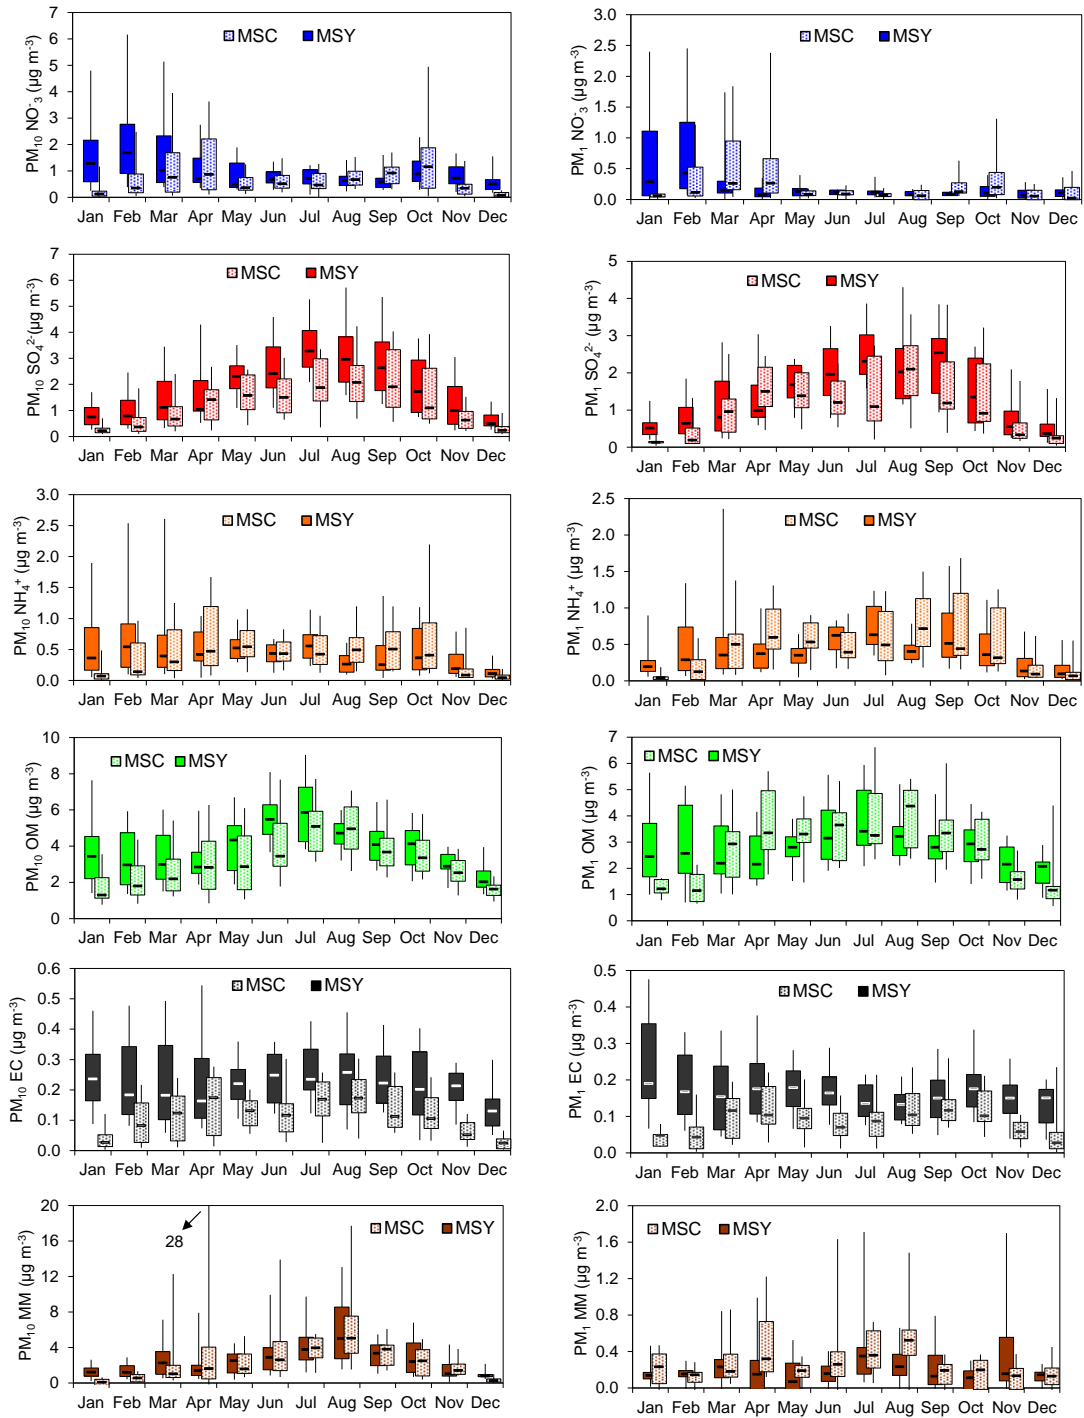 PM10 NO-3 (µg m-3)
7
6
5
4
3
2
1
0
MSC MSY
Jan Feb Mar Apr May Jun Jul Aug Sep Oct Nov Dec
PM1 NO-3 (µg m-3)
3.0
2.5
2.0
1.5
1.0
0.5
0.0
MSC MSY
Jan Feb Mar Apr May Jun Jul Aug Sep Oct Nov Dec
PM10 SO42- (µg m-3)
7
6
5
4
3
2
1
0
MSC MSY
Jan Feb Mar Apr May Jun Jul Aug Sep Oct Nov Dec
PM1 SO42- (µg m-3)
5
4
3
2
1
0
MSC MSY
Jan Feb Mar Apr May Jun Jul Aug Sep Oct Nov Dec
PM10 NH4+ (µg m-3)
3.0
2.5
2.0
1.5
1.0
0.5
0.0
MSC MSY
Jan Feb Mar Apr May Jun Jul Aug Sep Oct Nov Dec
PM1 NH4+ (µg m-3)
2.5
2.0
1.5
1.0
0.5
0.0
MSC MSY
Jan Feb Mar Apr May Jun Jul Aug Sep Oct Nov Dec
PM10 OM (µg m-3)
10
8
6
4
2
0
MSC MSY
Jan Feb Mar Apr May Jun Jul Aug Sep Oct Nov Dec
PM1 OM (µg m-3)
7
6
5
4
3
2
1
0
MSC MSY
Jan Feb Mar Apr May Jun Jul Aug Sep Oct Nov Dec
PM10 EC (µg m-3)
0.6
0.5
0.4
0.3
0.2
0.1
0.0
MSC MSY
Jan Feb Mar Apr May Jun Jul Aug Sep Oct Nov Dec
PM1 EC (µg m-3)
0.5
0.4
0.3
0.2
0.1
0.0
MSC MSY
Jan Feb Mar Apr May Jun Jul Aug Sep Oct Nov Dec
PM10 MM (µg m-3)
20
16
12
8
4
0
28
MSC MSY
Jan Feb Mar Apr May Jun Jul Aug Sep Oct Nov Dec
PM1 MM (µg m-3)
2.0
1.6
1.2
0.8
0.4
0.0
MSC MSY
Jan Feb Mar Apr May Jun Jul Aug Sep Oct Nov Dec